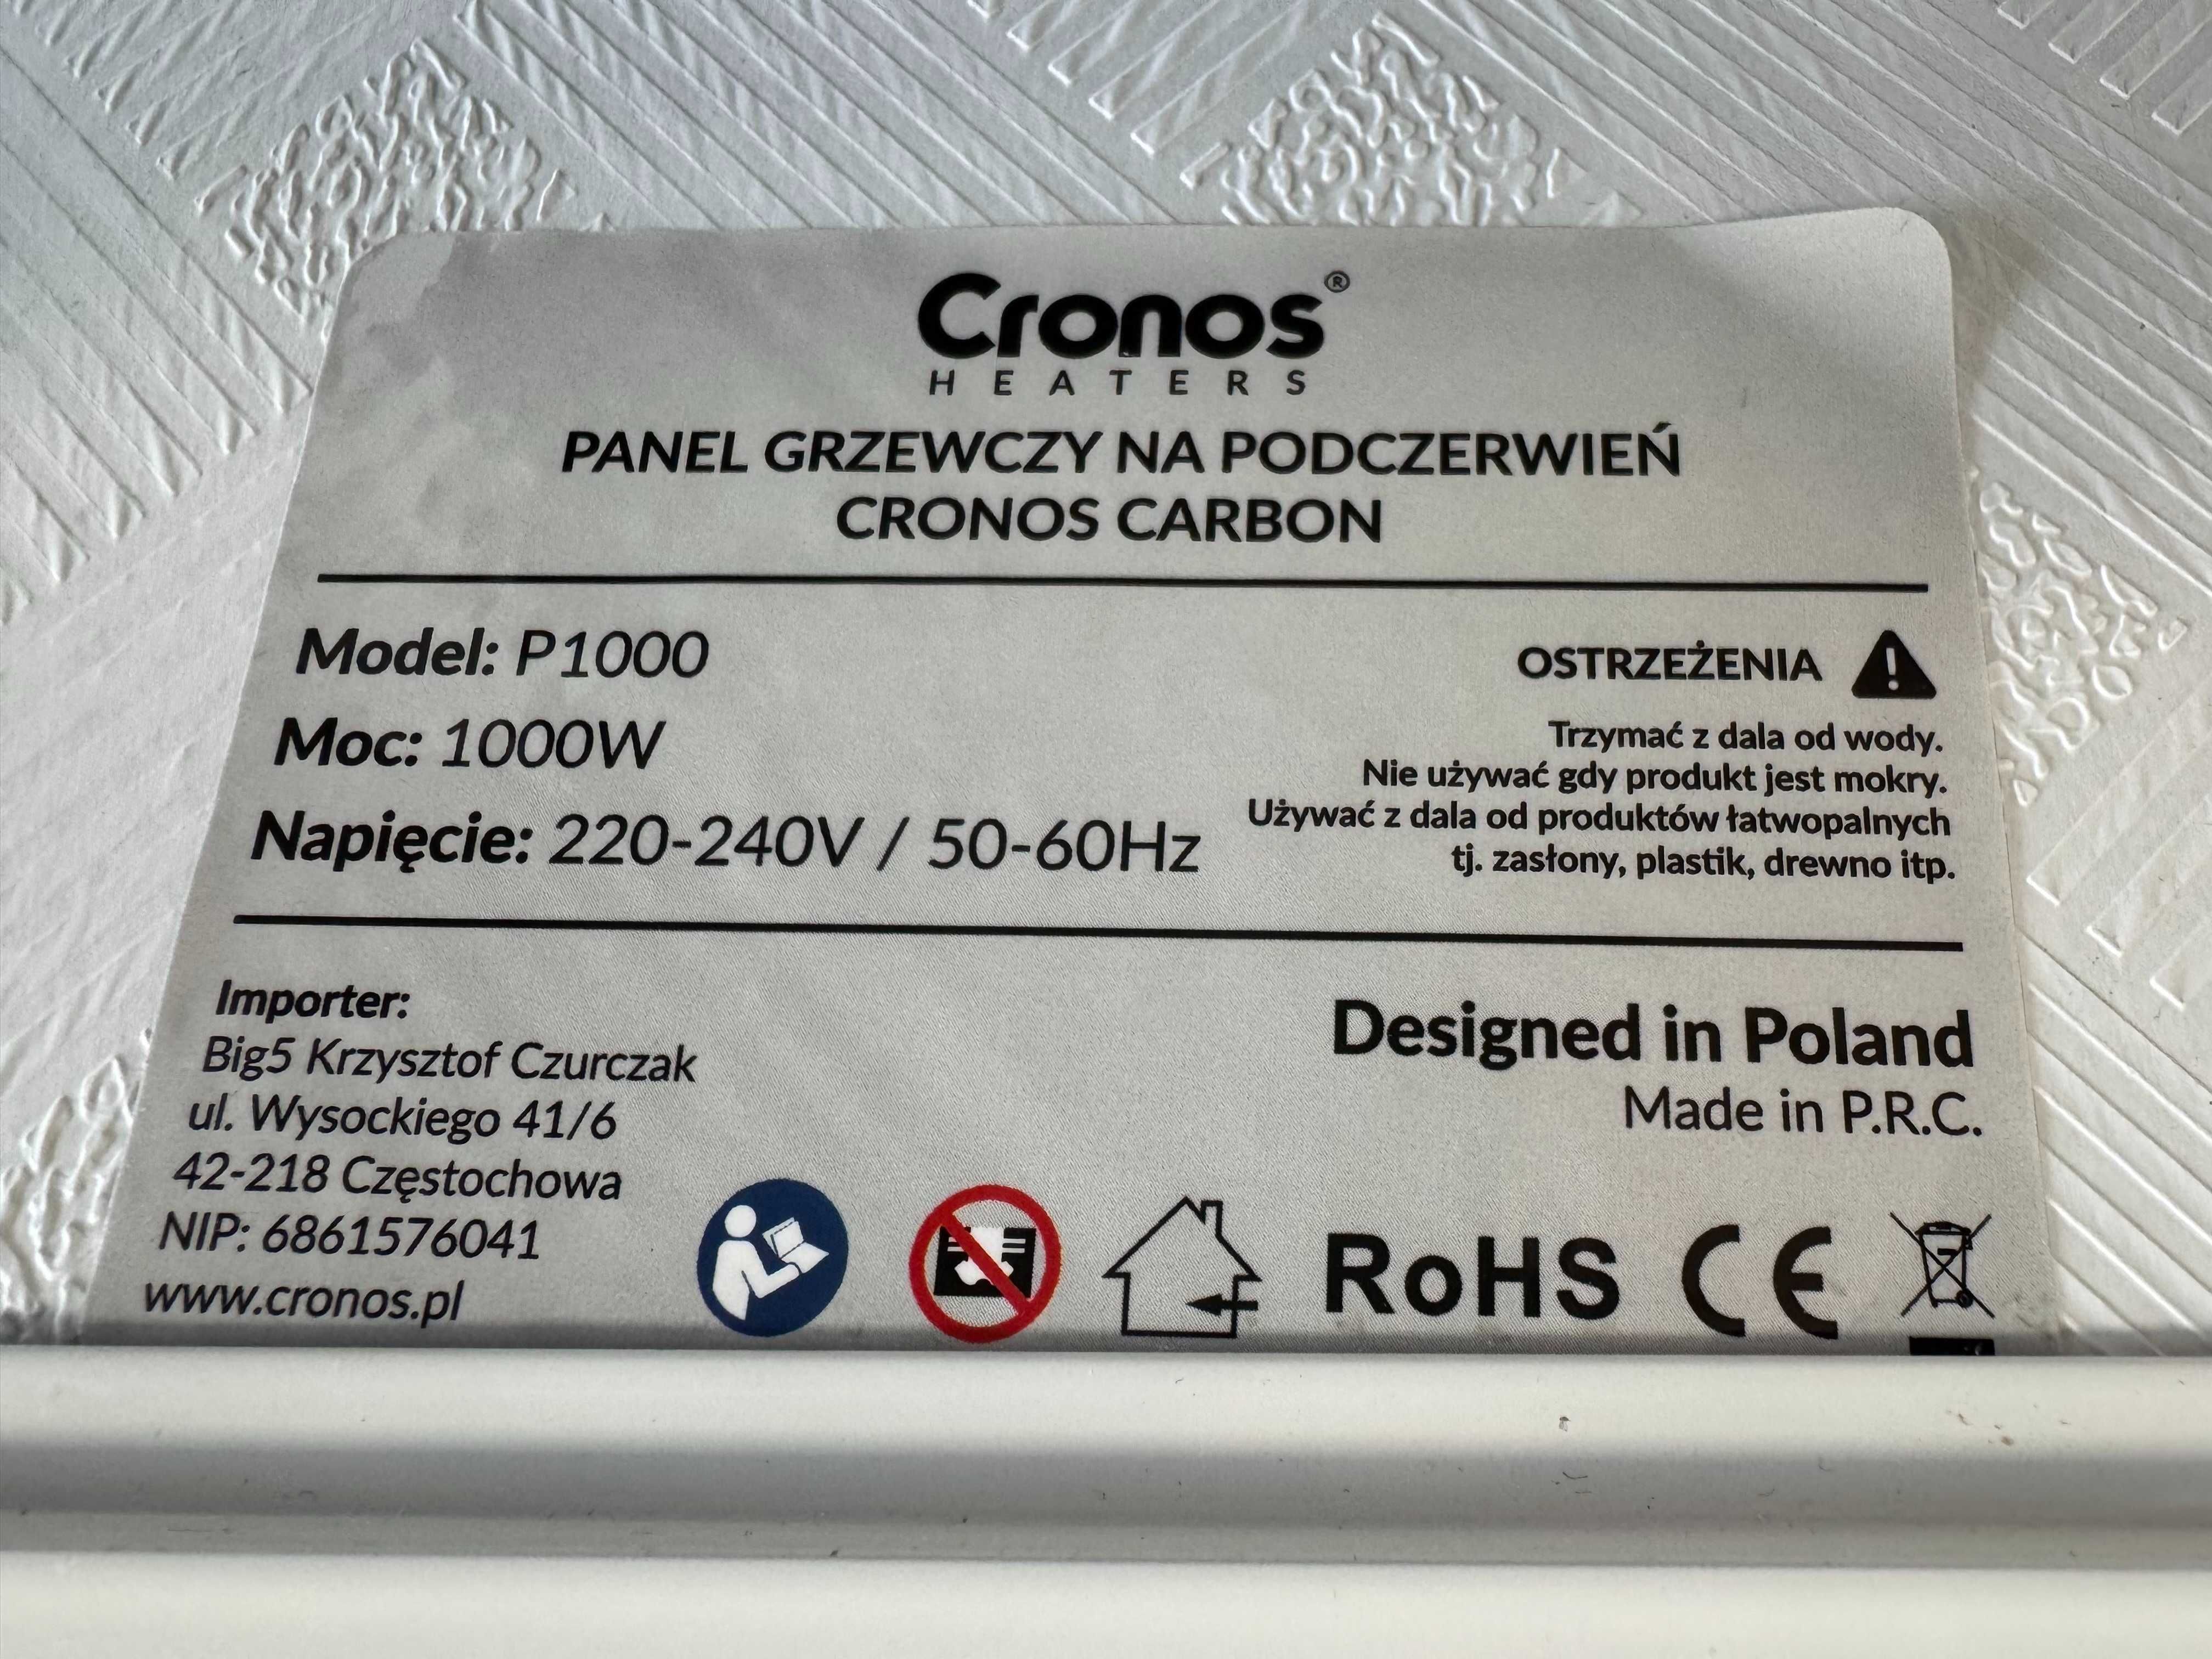 Cronos®
HEATERS
PANEL GRZEWCZY NA PODCZERWIEŃ
CRONOS CARBON
Model: P1000
Moc: 1000W
Napięcie: 220-240V / 50-60Hz
OSTRZEŻENIA
Trzymać z dala od wody.
Nie używać gdy produkt jest mokry.
Używać z dala od produktów łatwopalnych
tj. zasłony, plastik, drewno itp.
Importer:
Big5 Krzysztof Czurczak
ul. Wysockiego 41/6
42-218 Częstochowa
NIP: 6861576041
www.cronos.pl
Designed in Poland
Made in P.R.C.
RoHS CE